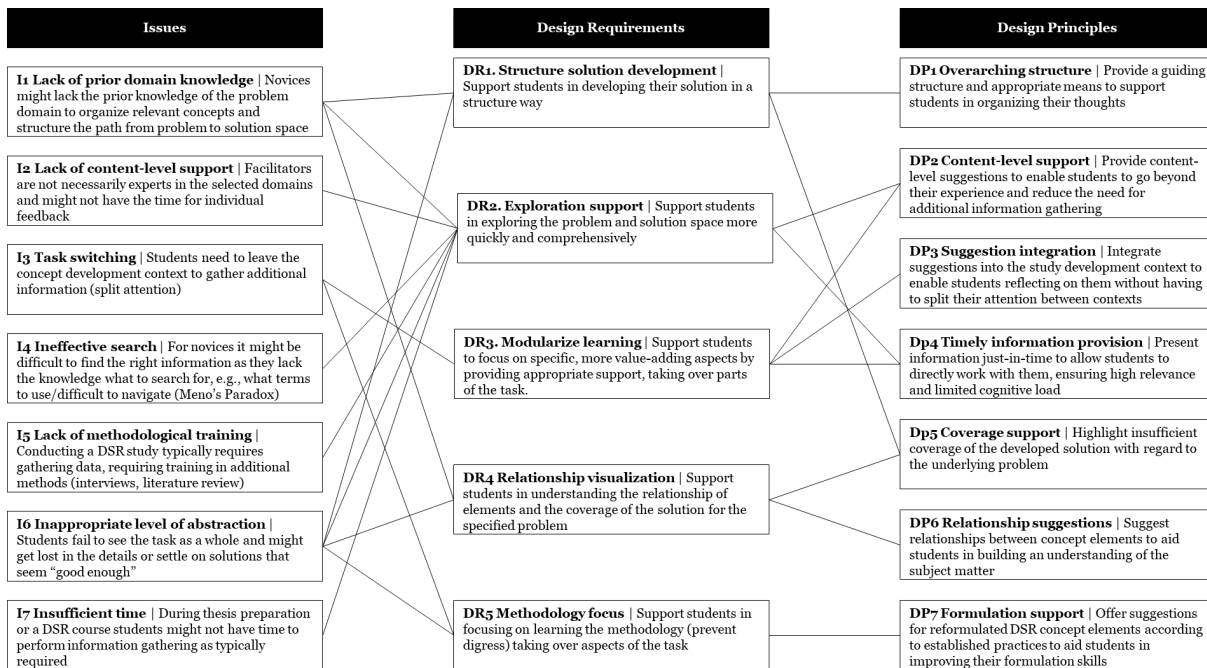 Issues
I1 Lack of prior domain knowledge | Novices
might lack the prior knowledge of the problem
domain to organize relevant concepts and
structure the path from problem to solution space
I2 Lack of content-level support | Facilitators
are not necessarily experts in the selected domains
and might not have the time for individual
feedback
I3 Task switching | Students need to leave the
concept development context to gather additional
information (split attention)
I4 Ineffective search | For novices it might be
difficult to find the right information as they lack
the knowledge what to search for, e.g., what terms
to use/difficult to navigate (Meno's Paradox)
I5 Lack of methodological training |
Conducting a DSR study typically requires
gathering data, requiring training in additional
methods (interviews, literature review)
I6 Inappropriate level of abstraction |
Students fail to see the task as a whole and might
get lost in the details or settle on solutions that
seem “good enough”
I7 Insufficient time | During thesis preparation
or a DSR course students might not have time to
perform information gathering as typically
required
Design Requirements
DR1. Structure solution development |
Support students in developing their solution in a
structure way
DR2. Exploration support | Support students
in exploring the problem and solution space more
quickly and comprehensively
DR3. Modularize learning | Support students
to focus on specific, more value-adding aspects by
providing appropriate support, taking over parts
of the task.
DR4 Relationship visualization | Support
students in understanding the relationship of
elements and the coverage of the solution for the
specified problem
DR5 Methodology focus | Support students in
focusing on learning the methodology (prevent
digress) taking over aspects of the task
Design Principles
DP1 Overarching structure | Provide a guiding
structure and appropriate means to support
students in organizing their thoughts
DP2 Content-level support | Provide content-
level suggestions to enable students to go beyond
their experience and reduce the need for
additional information gathering
DP3 Suggestion integration | Integrate
suggestions into the study development context to
enable students reflecting on them without having
to split their attention between contexts
Dp4 Timely information provision | Present
information just-in-time to allow students to
directly work with them, ensuring high relevance
and limited cognitive load
Dp5 Coverage support | Highlight insufficient
coverage of the developed solution with regard to
the underlying problem
DP6 Relationship suggestions | Suggest
relationships between concept elements to aid
students in building an understanding of the
subject matter
DP7 Formulation support | Offer suggestions
for reformulated DSR concept elements according
to established practices to aid students in
improving their formulation skills